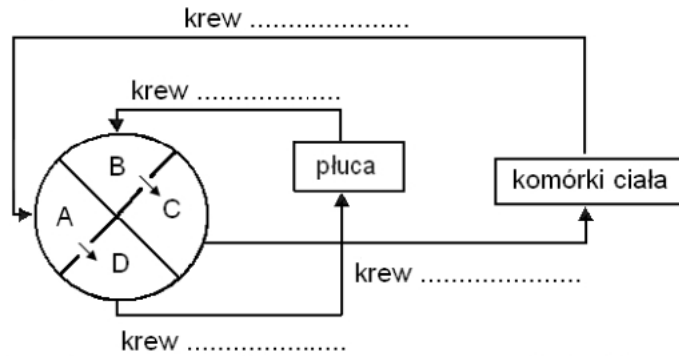 krew .......................
krew ....................
B
płuca
komórki ciała
A
C
D
krew ......................
krew ......................